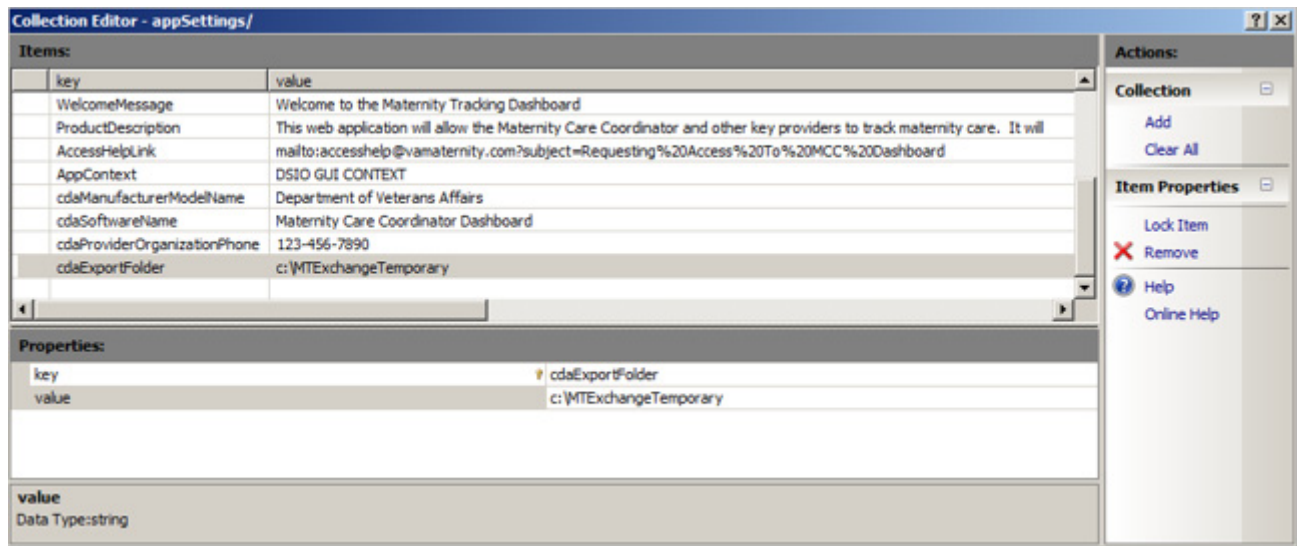 Collection Editor - appSettings/
Items:
key value
WelcomeMessage Welcome to the Maternity Tracking Dashboard
ProductDescription This web application will allow the Maternity Care Coordinator and other key providers to track maternity care. It will
AccessHelpLink mailto:accesshelp@vamaternity.com?subject=Requesting%20Access%20To%20MCC%20Dashboard
AppContext DSIO GUI CONTEXT
cdaManufacturerModelName Department of Veterans Affairs
cdaSoftwareName Maternity Care Coordinator Dashboard
cdaProviderOrganizationPhone 123-456-7890
cdaExportFolder c:\MTExchangeTemporary
Properties:
key cdaExportFolder
value c:\MTExchangeTemporary
value
Data Type:string
Actions:
Collection
Add
Clear All
Item Properties
Lock Item
Remove
Help
Online Help